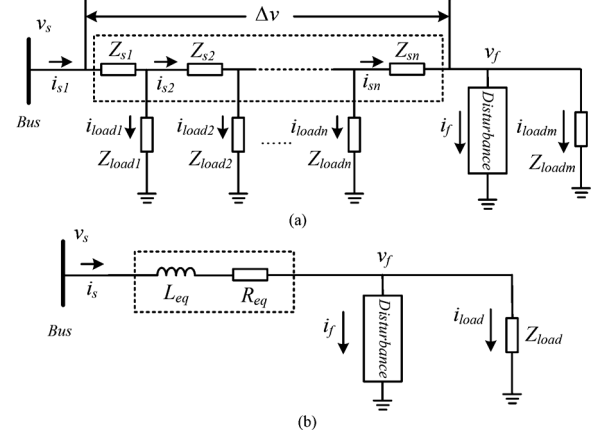 v_s
Δv
Z_s1 Z_s2 Z_sn
v_f
i_s1 i_s2 i_sn
Bus
i_load1 i_load2 i_loadn
Z_load1 Z_load2 ...... Z_loadn
i_f
Disturbance
i_loadm
Z_loadm
(a)
v_s
v_f
i_s
L_eq R_eq
Bus
i_f
Disturbance
i_load
Z_load
(b)